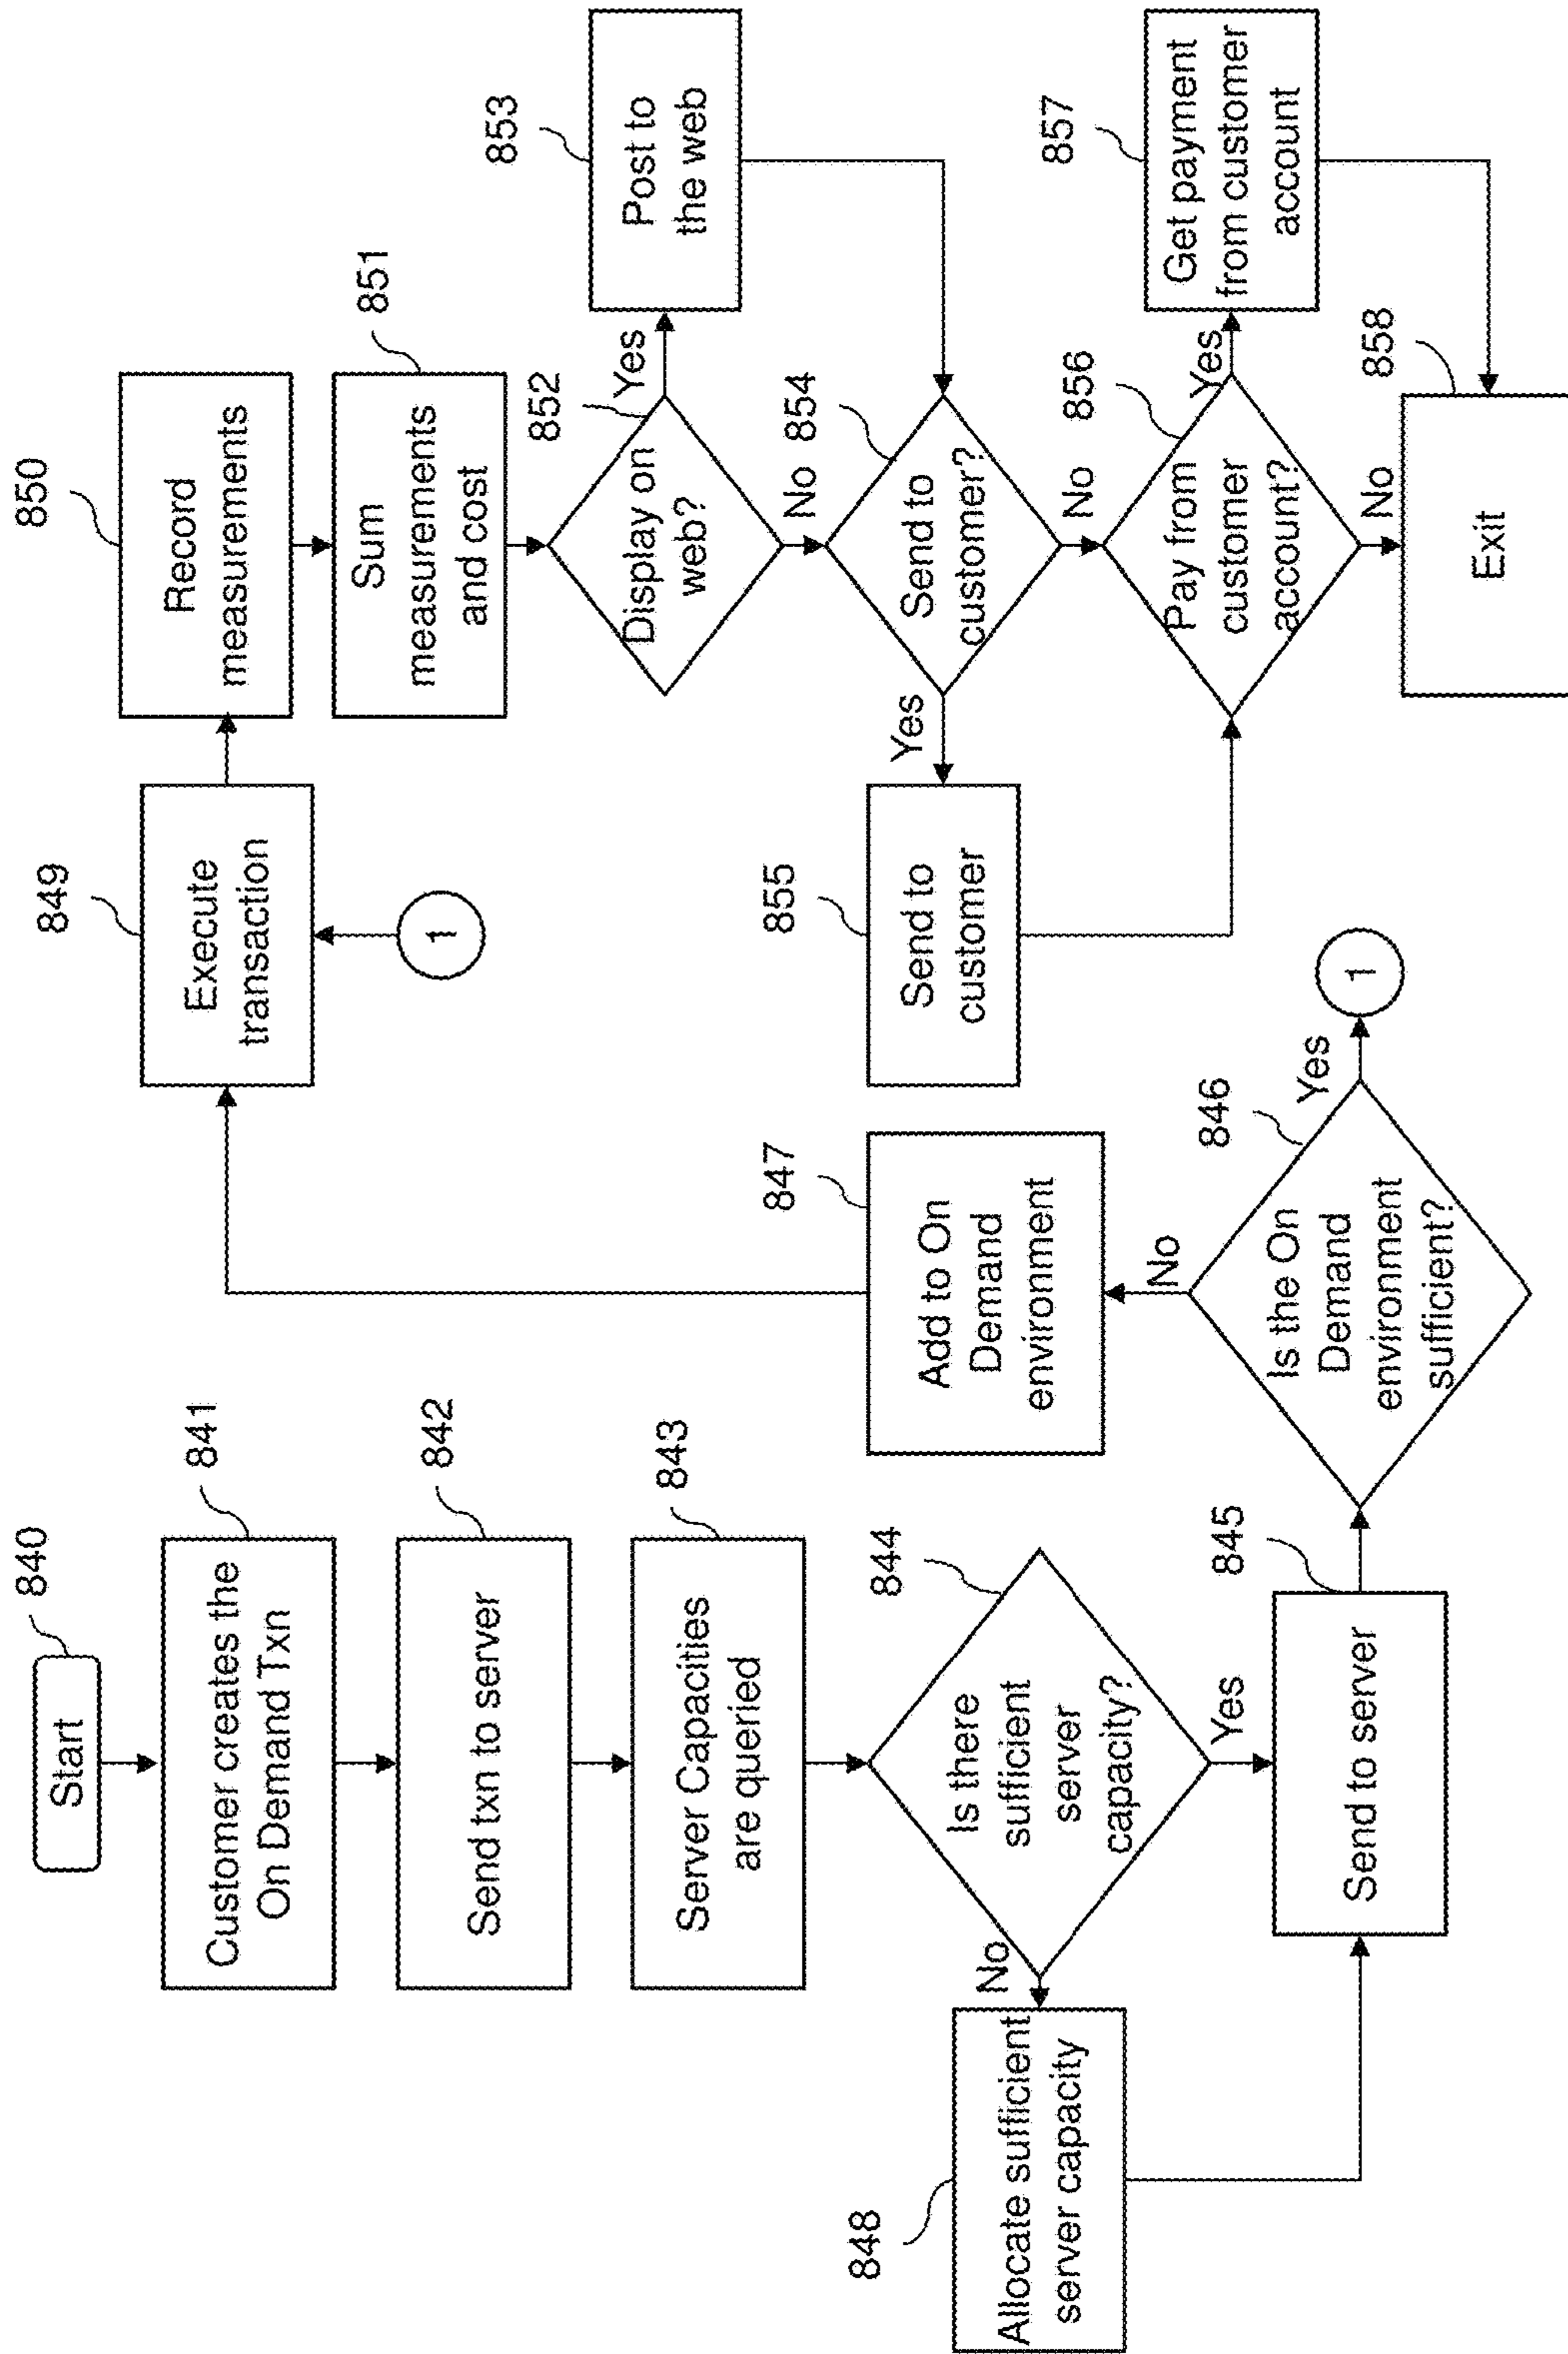 840
Start
841
Customer creates the
On Demand Txn
842
Send txn to server
843
Server Capacities
are queried
844
Is there
sufficient
server
capacity?
No
Yes
848
Allocate sufficient
server capacity
845
Send to server
846
Is the On
Demand
environment
sufficient?
No
Yes
1
847
Add to On
Demand
environment
849
Execute
transaction
1
850
Record
measurements
851
Sum
measurements
and cost
852
Display on
web?
Yes
No
853
Post to
the web
854
Send to
customer?
Yes
No
855
Send to
customer
856
Pay from
customer
account?
Yes
No
857
Get payment
from customer
account
858
Exit